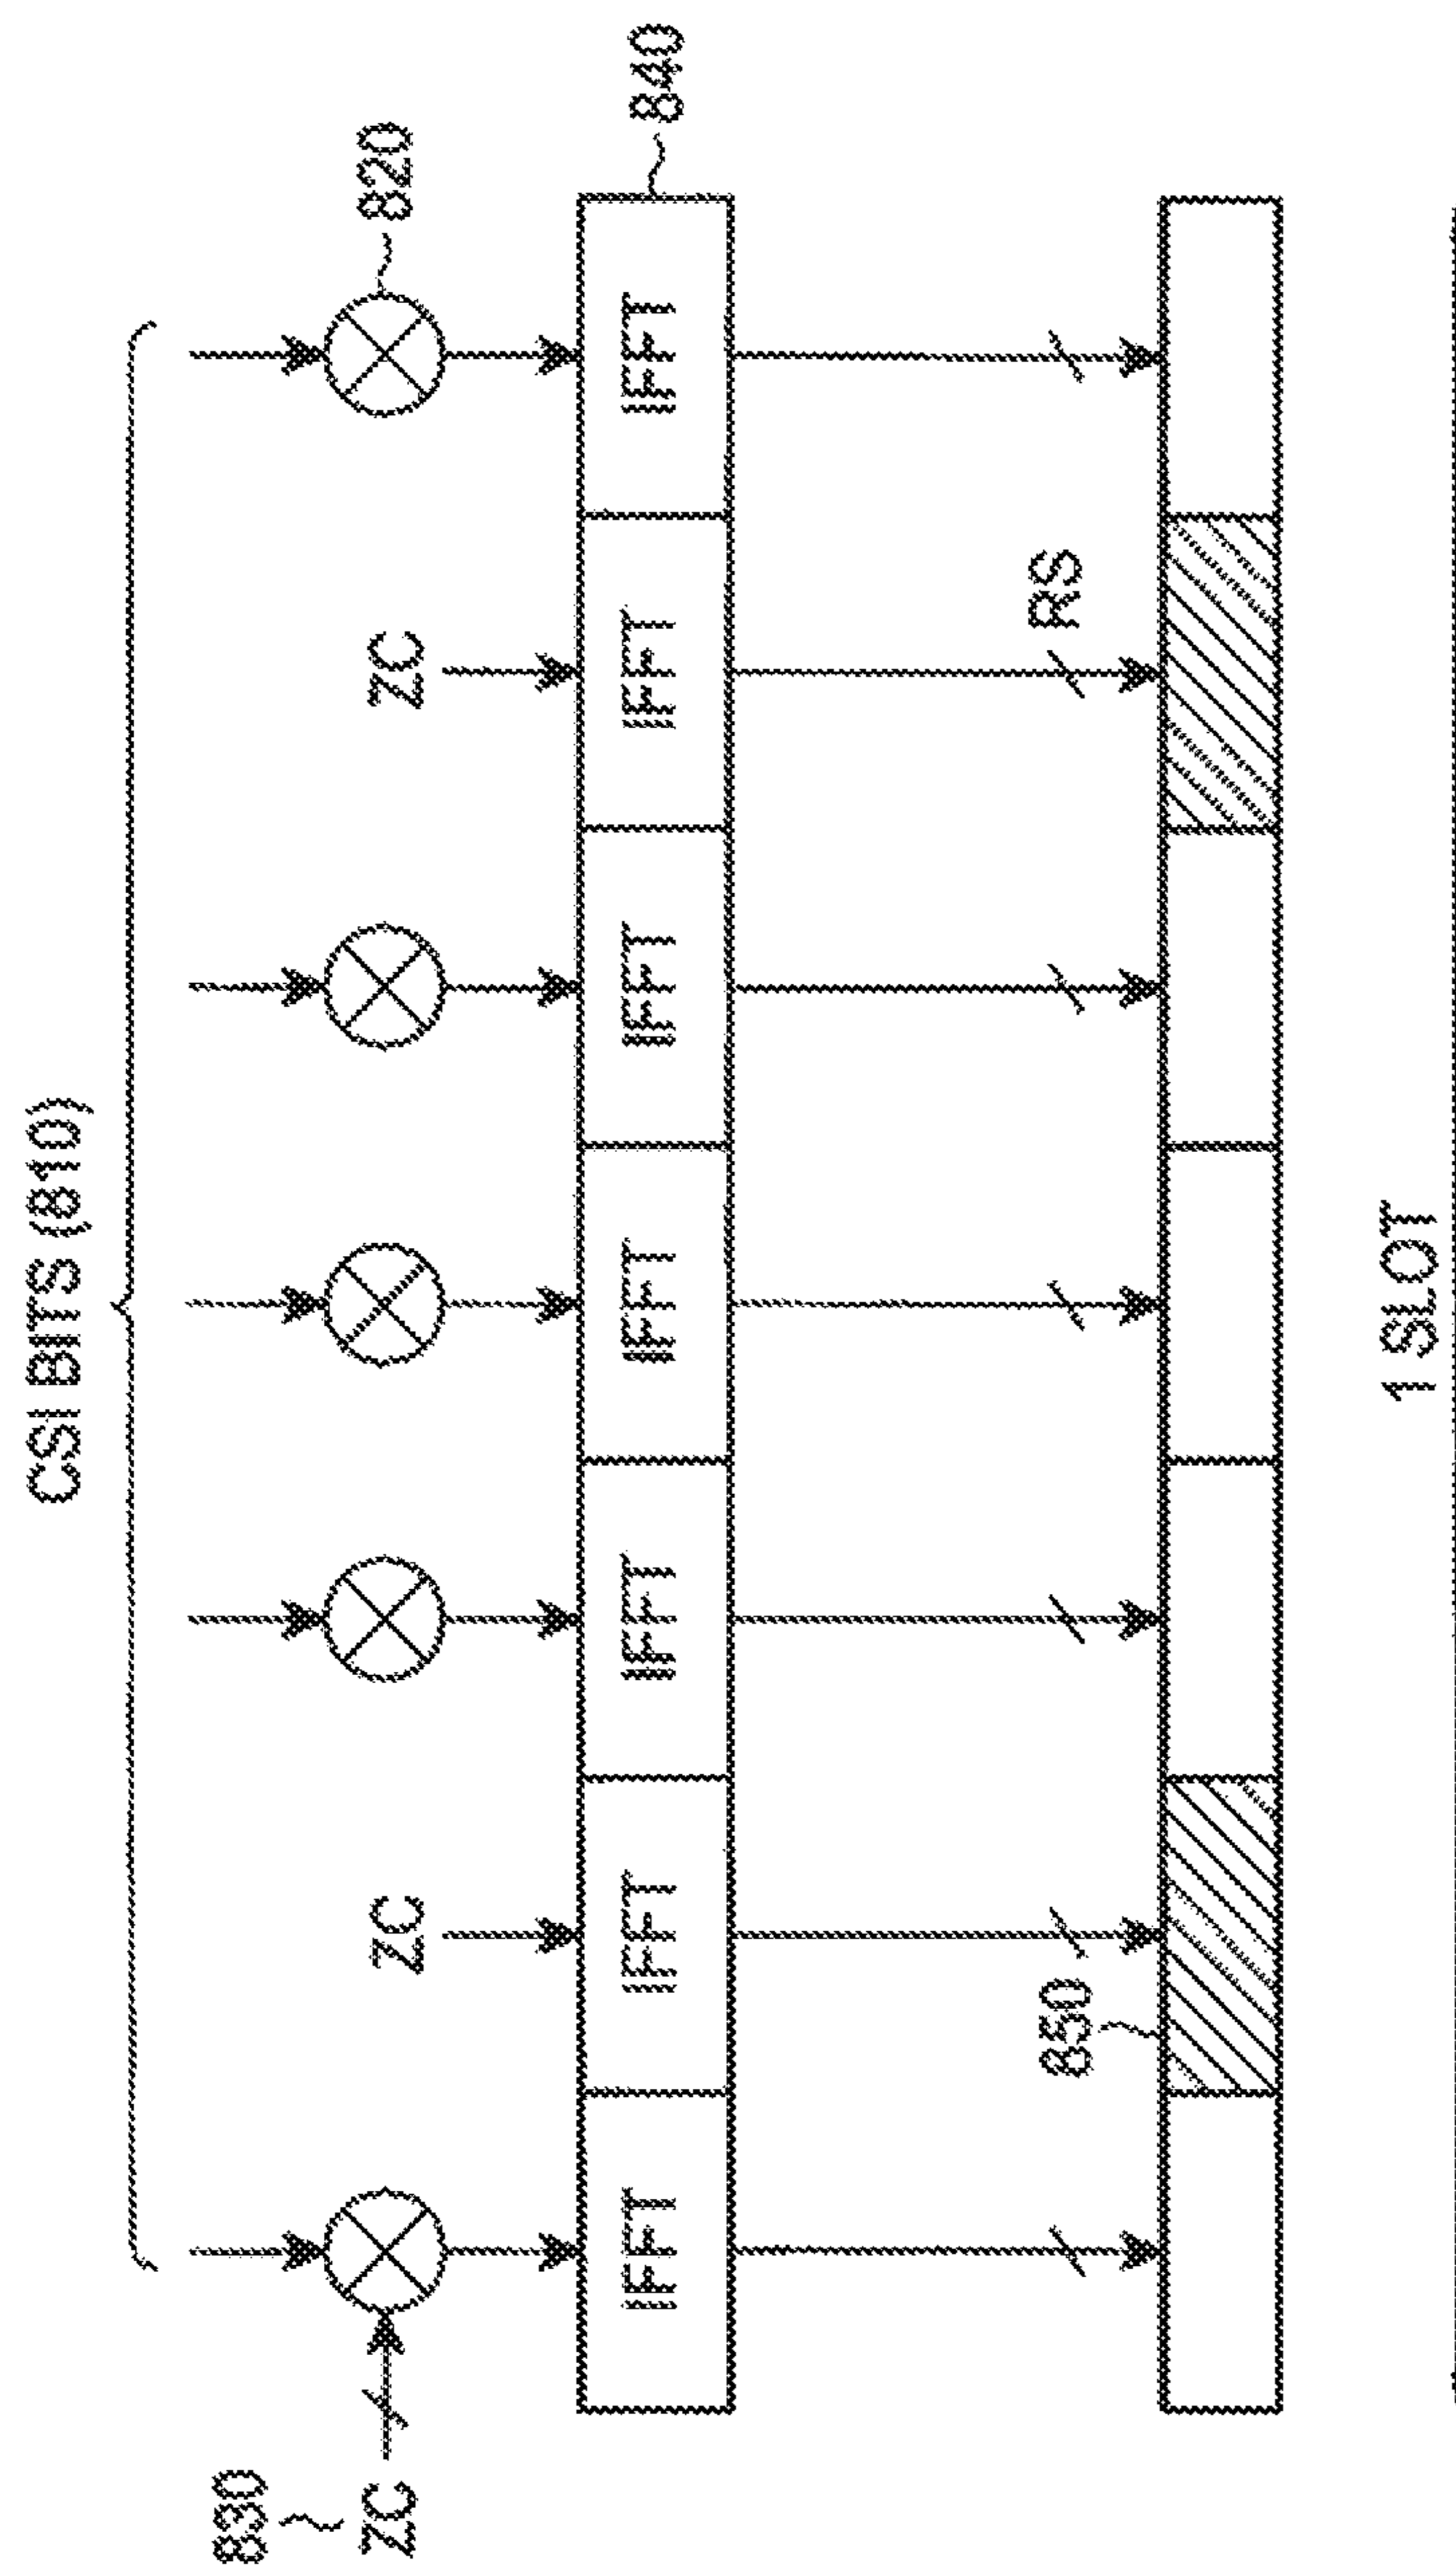 CSI BITS (810)
830
ZC
ZC
ZC
820
IFFT
IFFT
IFFT
IFFT
IFFT
IFFT
IFFT
840
850
RS
1 SLOT